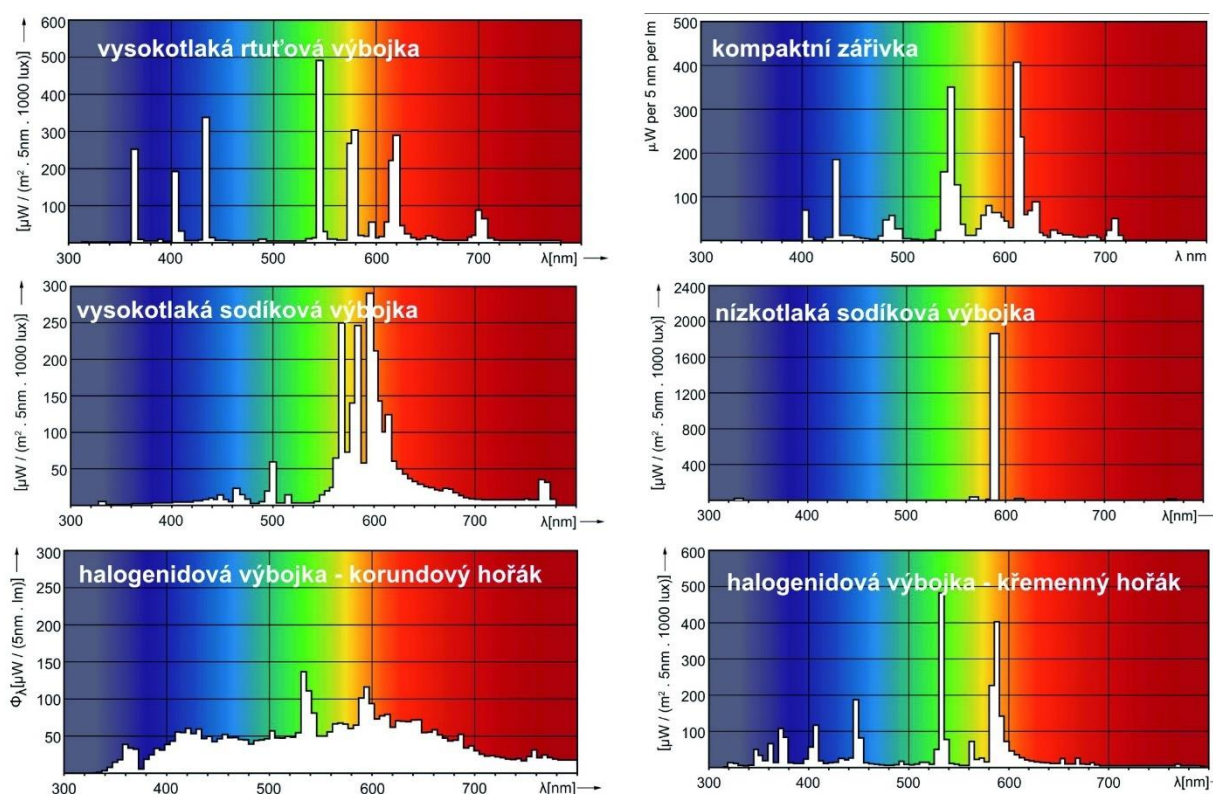 600
500
400
300
200
100
[µW / (m² . 5nm . 1000 lux)]
vysokotlaká rtuťová výbojka
300 400 500 600 700 λ[nm]
500
400
300
200
100
µW per 5 nm per lm
kompaktní zářivka
300 400 500 600 700 λ nm
300
250
200
150
100
50
[µW / (m² . 5nm . 1000 lux)]
vysokotlaká sodíková výbojka
300 400 500 600 700 λ[nm]
2400
2000
1600
1200
800
400
[µW / (m² . 5nm . 1000 lux)]
nízkotlaká sodíková výbojka
300 400 500 600 700 λ[nm]
300
250
200
150
100
50
Φλ[µW / (5nm . lm)]
halogenidová výbojka - korundový hořák
300 400 500 600 700 λ[nm]
600
500
400
300
200
100
[µW / (m² . 5nm . 1000 lux)]
halogenidová výbojka - křemenný hořák
300 400 500 600 700 λ[nm]